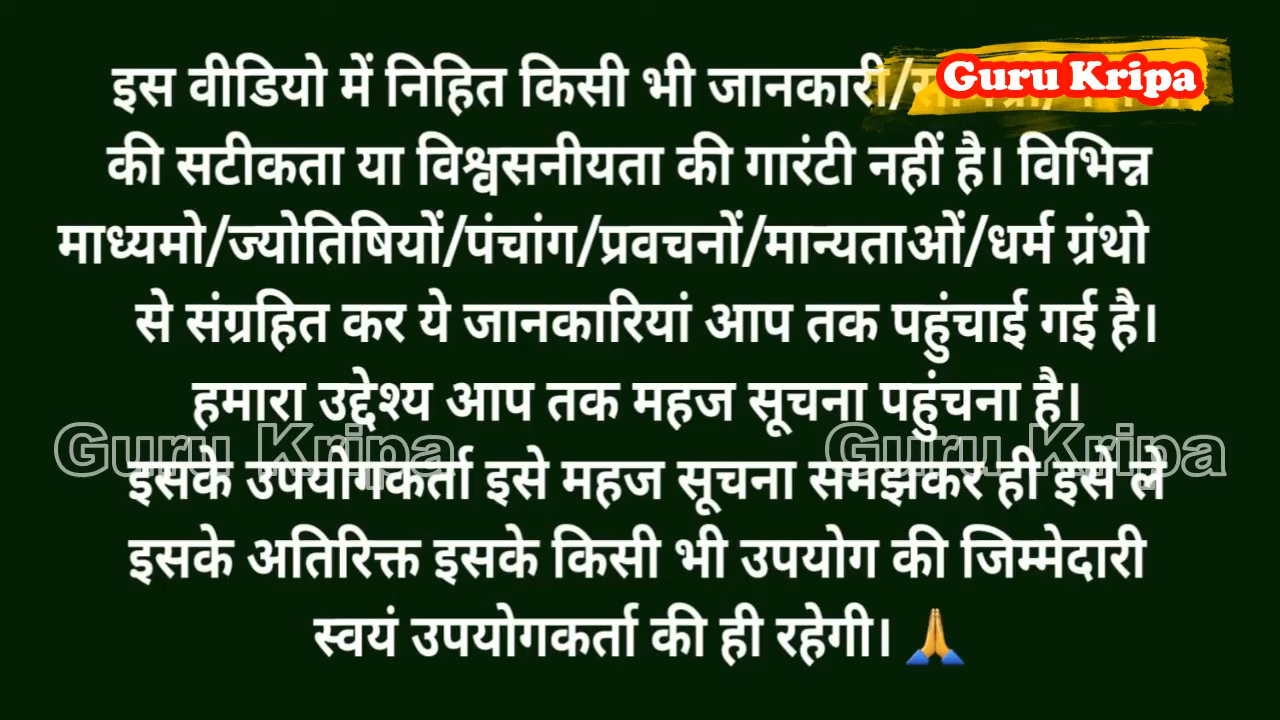 इस वीडियो में निहित किसी भी जानकारी/
Guru Kripa
की सटीकता या विश्वसनीयता की गारंटी नहीं है। विभिन्न
माध्यमो/ज्योतिषियों/पंचांग/प्रवचनों/मान्यताओं/धर्म ग्रंथो
से संग्रहित कर ये जानकारियां आप तक पहुंचाई गई है।
हमारा उद्देश्य आप तक महज सूचना पहुंचना है।
Guru Kripa Guru Kripa
इसके उपयोगकर्ता इसे महज सूचना समझकर ही इसे ले
इसके अतिरिक्त इसके किसी भी उपयोग की जिम्मेदारी
स्वयं उपयोगकर्ता की ही रहेगी। 🙏